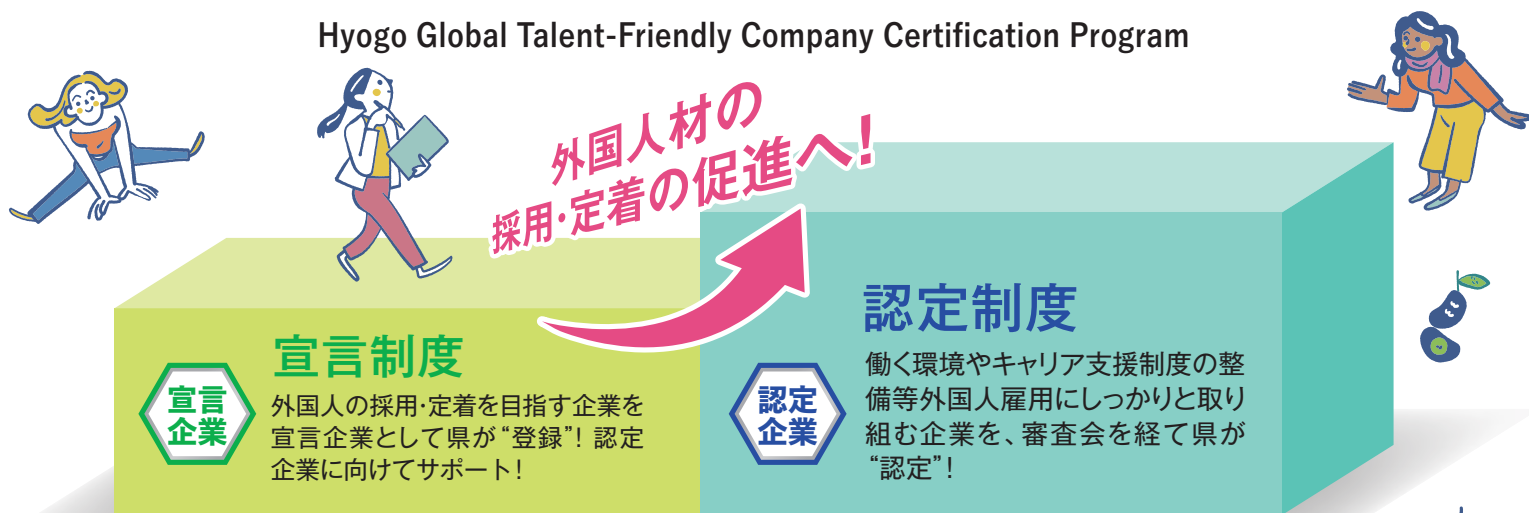 Hyogo Global Talent-Friendly Company Certification Program
外国人材の
採用･定着の促進へ!
宣言制度
宣言
企業
外国人の採用･定着を目指す企業を
宣言企業として県が“登録”! 認定
企業に向けてサポート!
認定制度
認定
企業
働く環境やキャリア支援制度の整
備等外国人雇用にしっかりと取り
組む企業を、審査会を経て県が
“認定”!